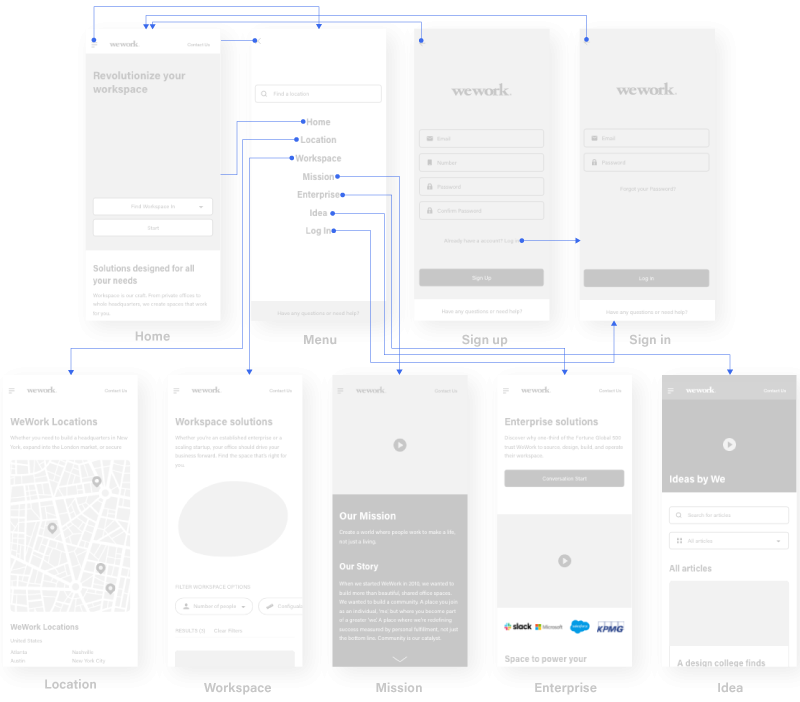 wework.
Contact Us
Revolutionize your
workspace
Find Workspace In
Start
Solutions designed for all
your needs
Workspace is our craft. From private offices to
whole headquarters, we create spaces that work
for you.
Home
Find a location
Home
Location
Workspace
Mission
Enterprise
Idea
Log In
Have any questions or need help?
Menu
wework.
Email
Number
Password
Confirm Password
Already have a account? Log in
Sign Up
Have any questions or need help?
Sign up
wework.
Email
Password
Forgot your Password?
Log in
Have any questions or need help?
Sign in
wework.
Contact Us
WeWork Locations
Whether you need to build a headquarters in New
York, expand into the London market, or secure
WeWork Locations
United States
Atlanta
Nashville
Austin
New York City
Location
wework.
Contact Us
Workspace solutions
Whether you're an established enterprise or a
scaling startup, your office should drive your
business forward. Find the space that's right for
you.
FILTER WORKSPACE OPTIONS
Number of people
Configurat
RESULTS
Clear Filters
Workspace
wework.
Contact Us
Our Mission
Create a world where people work to make a life,
not just a living.
Our Story
When we started WeWork in 2010, we wanted to
build more than beautiful, shared office spaces.
We wanted to build a community. A place you join
as an individual, 'me', but where you become part
of a greater 'we'. A place where we're redefining
success measured by personal fulfillment, not just
the bottom line. Community is our catalyst.
Mission
wework.
Contact Us
Enterprise solutions
Discover why one-third of the Fortune Global 500
trust WeWork to source, design, build, and operate
their workspace.
Conversation Start
slack
Microsoft
salesforce
KPMG
Space to power your
Enterprise
wework.
Contact Us
Ideas by We
Search for articles
All articles
All articles
A design college finds
Idea